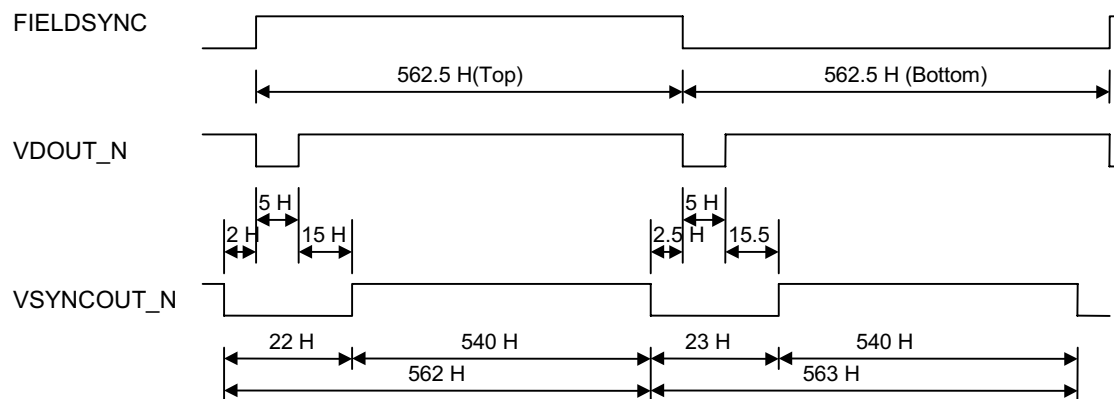 FIELDSYNC
562.5 H(Top)
562.5 H (Bottom)
VDOUT_N
5 H
5 H
2 H
15 H
2.5 H
15.5
VSYNCOUT_N
22 H
540 H
23 H
540 H
562 H
563 H